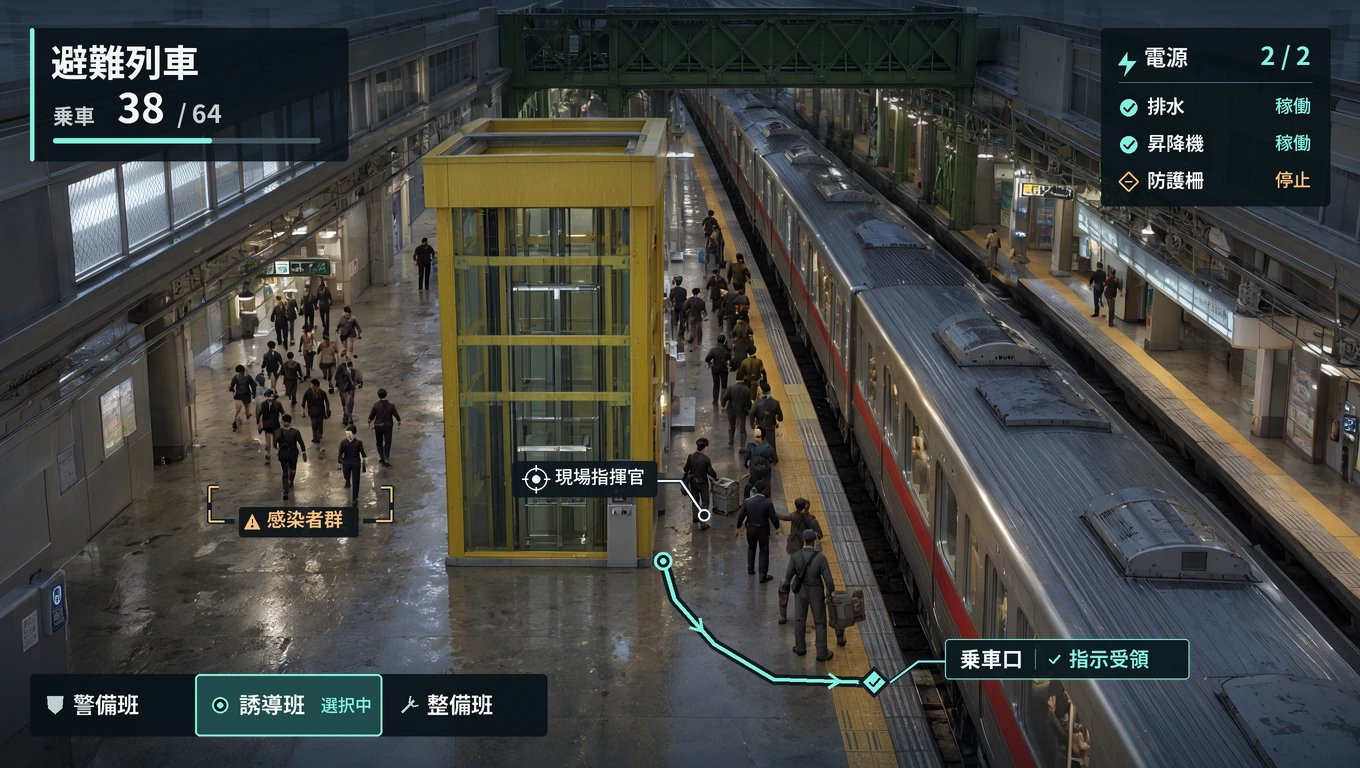 避難列車
乗車 38 / 64
電源 2 / 2
排水 稼働
昇降機 稼働
防護柵 停止
現場指揮官
感染者群
乗車口 指示受領
警備班 誘導班 選択中 整備班